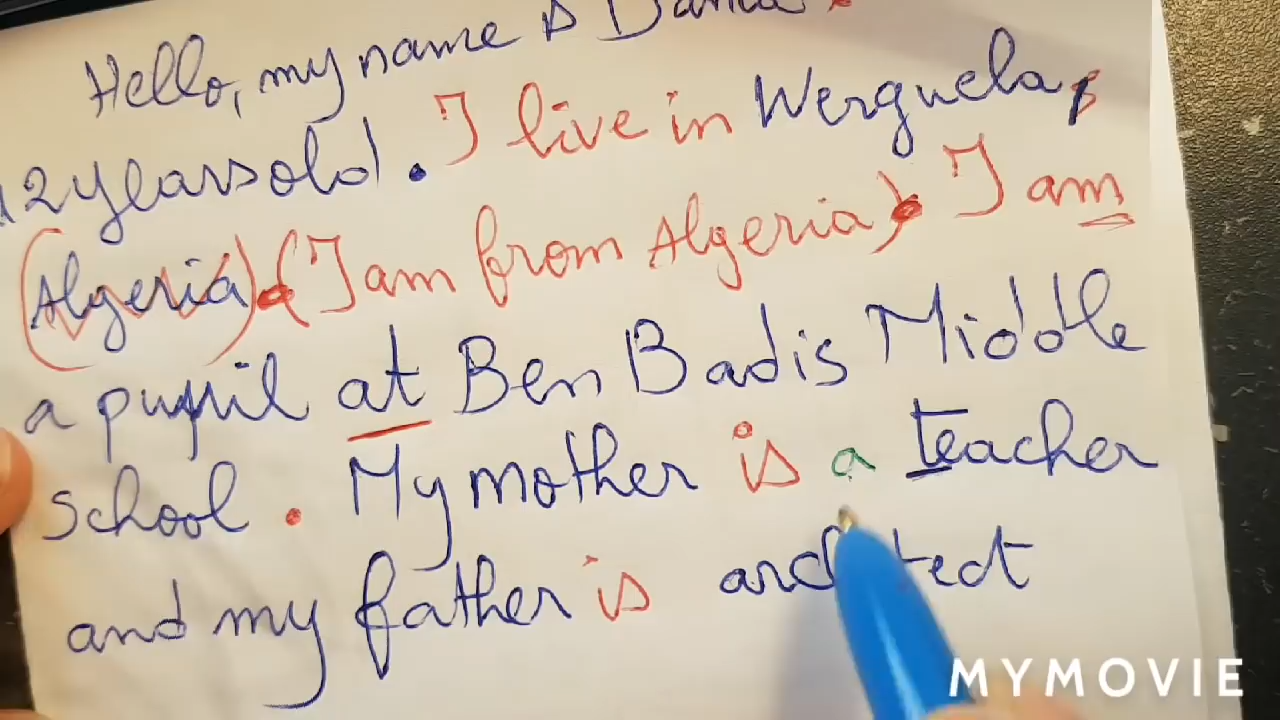 Hello, my name is
12 years old. I live in Werguela,
(Algeria). (I am from Algeria). I am
a pupil at Ben Badis Middle
school. My mother is a teacher
and my father is
MYMOVIE